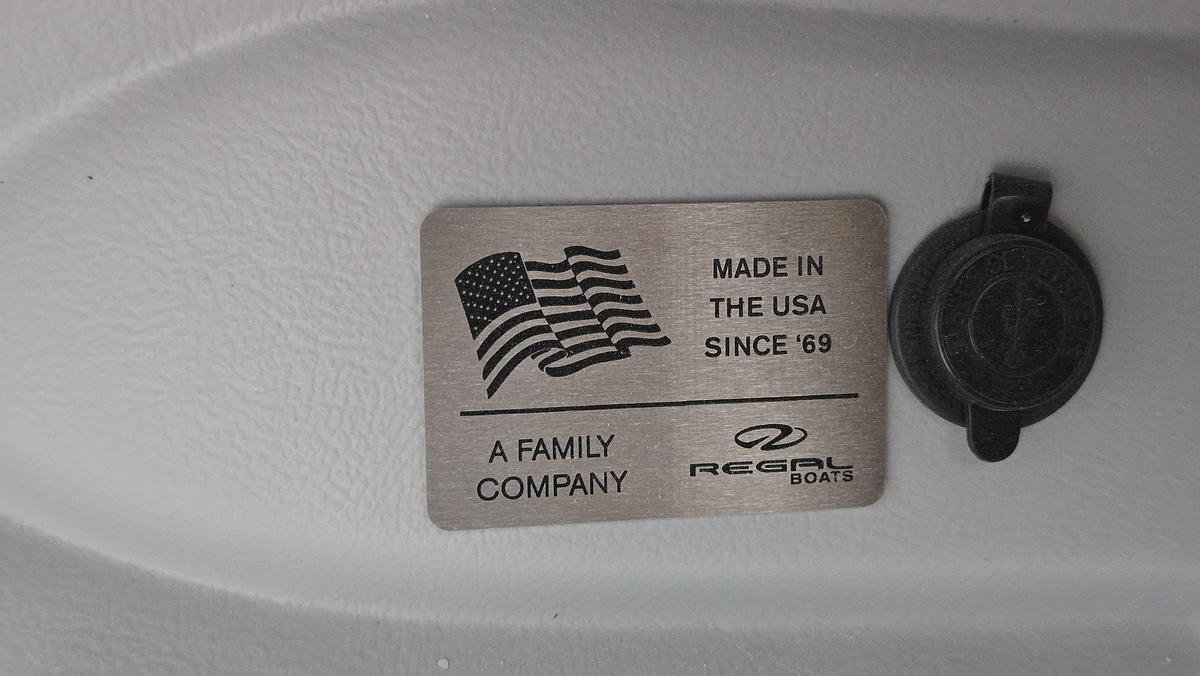 MADE IN
THE USA
SINCE ‘69
A FAMILY
COMPANY
REGAL
BOATS